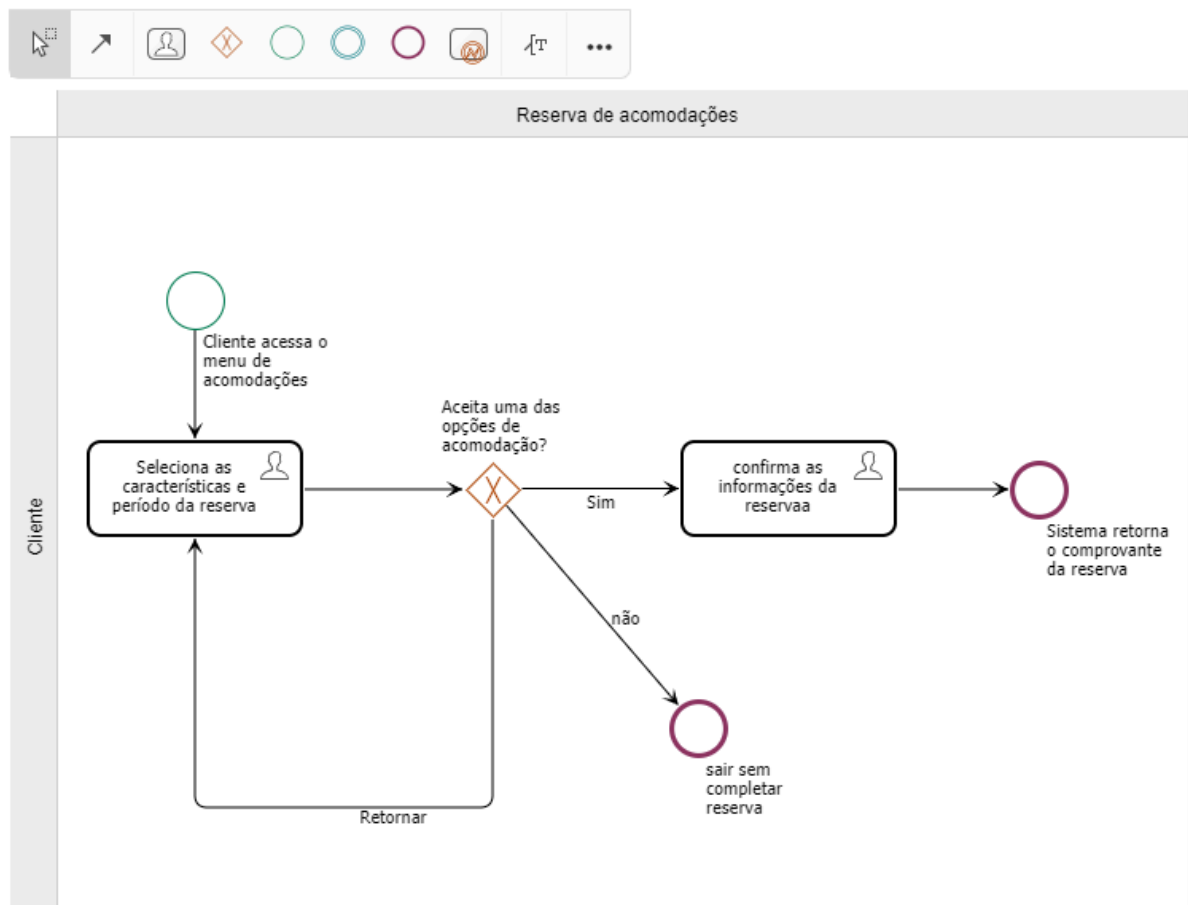 T
Reserva de acomodações
Cliente
Cliente acessa o
menu de
acomodações
Seleciona as
características e
período da reserva
Aceita uma das
opções de
acomodação?
Sim
confirma as
informações da
reservaa
Sistema retorna
o comprovante
da reserva
não
sair sem
completar
reserva
Retornar